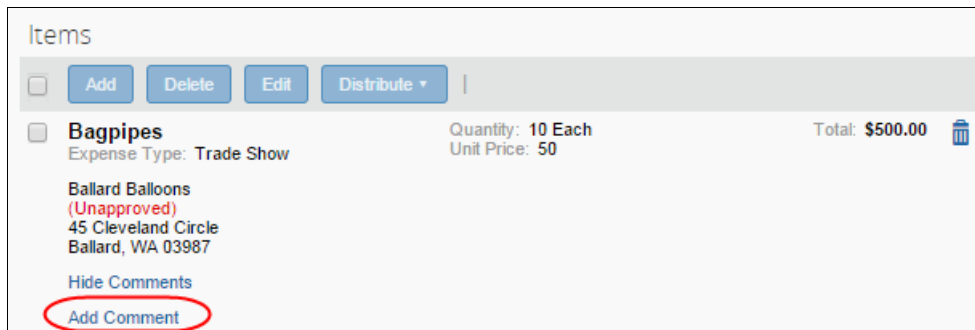 Items
Add Delete Edit Distribute
Bagpipes Quantity: 10 Each Total: $500.00
Expense Type: Trade Show Unit Price: 50
Ballard Balloons
(Unapproved)
45 Cleveland Circle
Ballard, WA 03987
Hide Comments
Add Comment